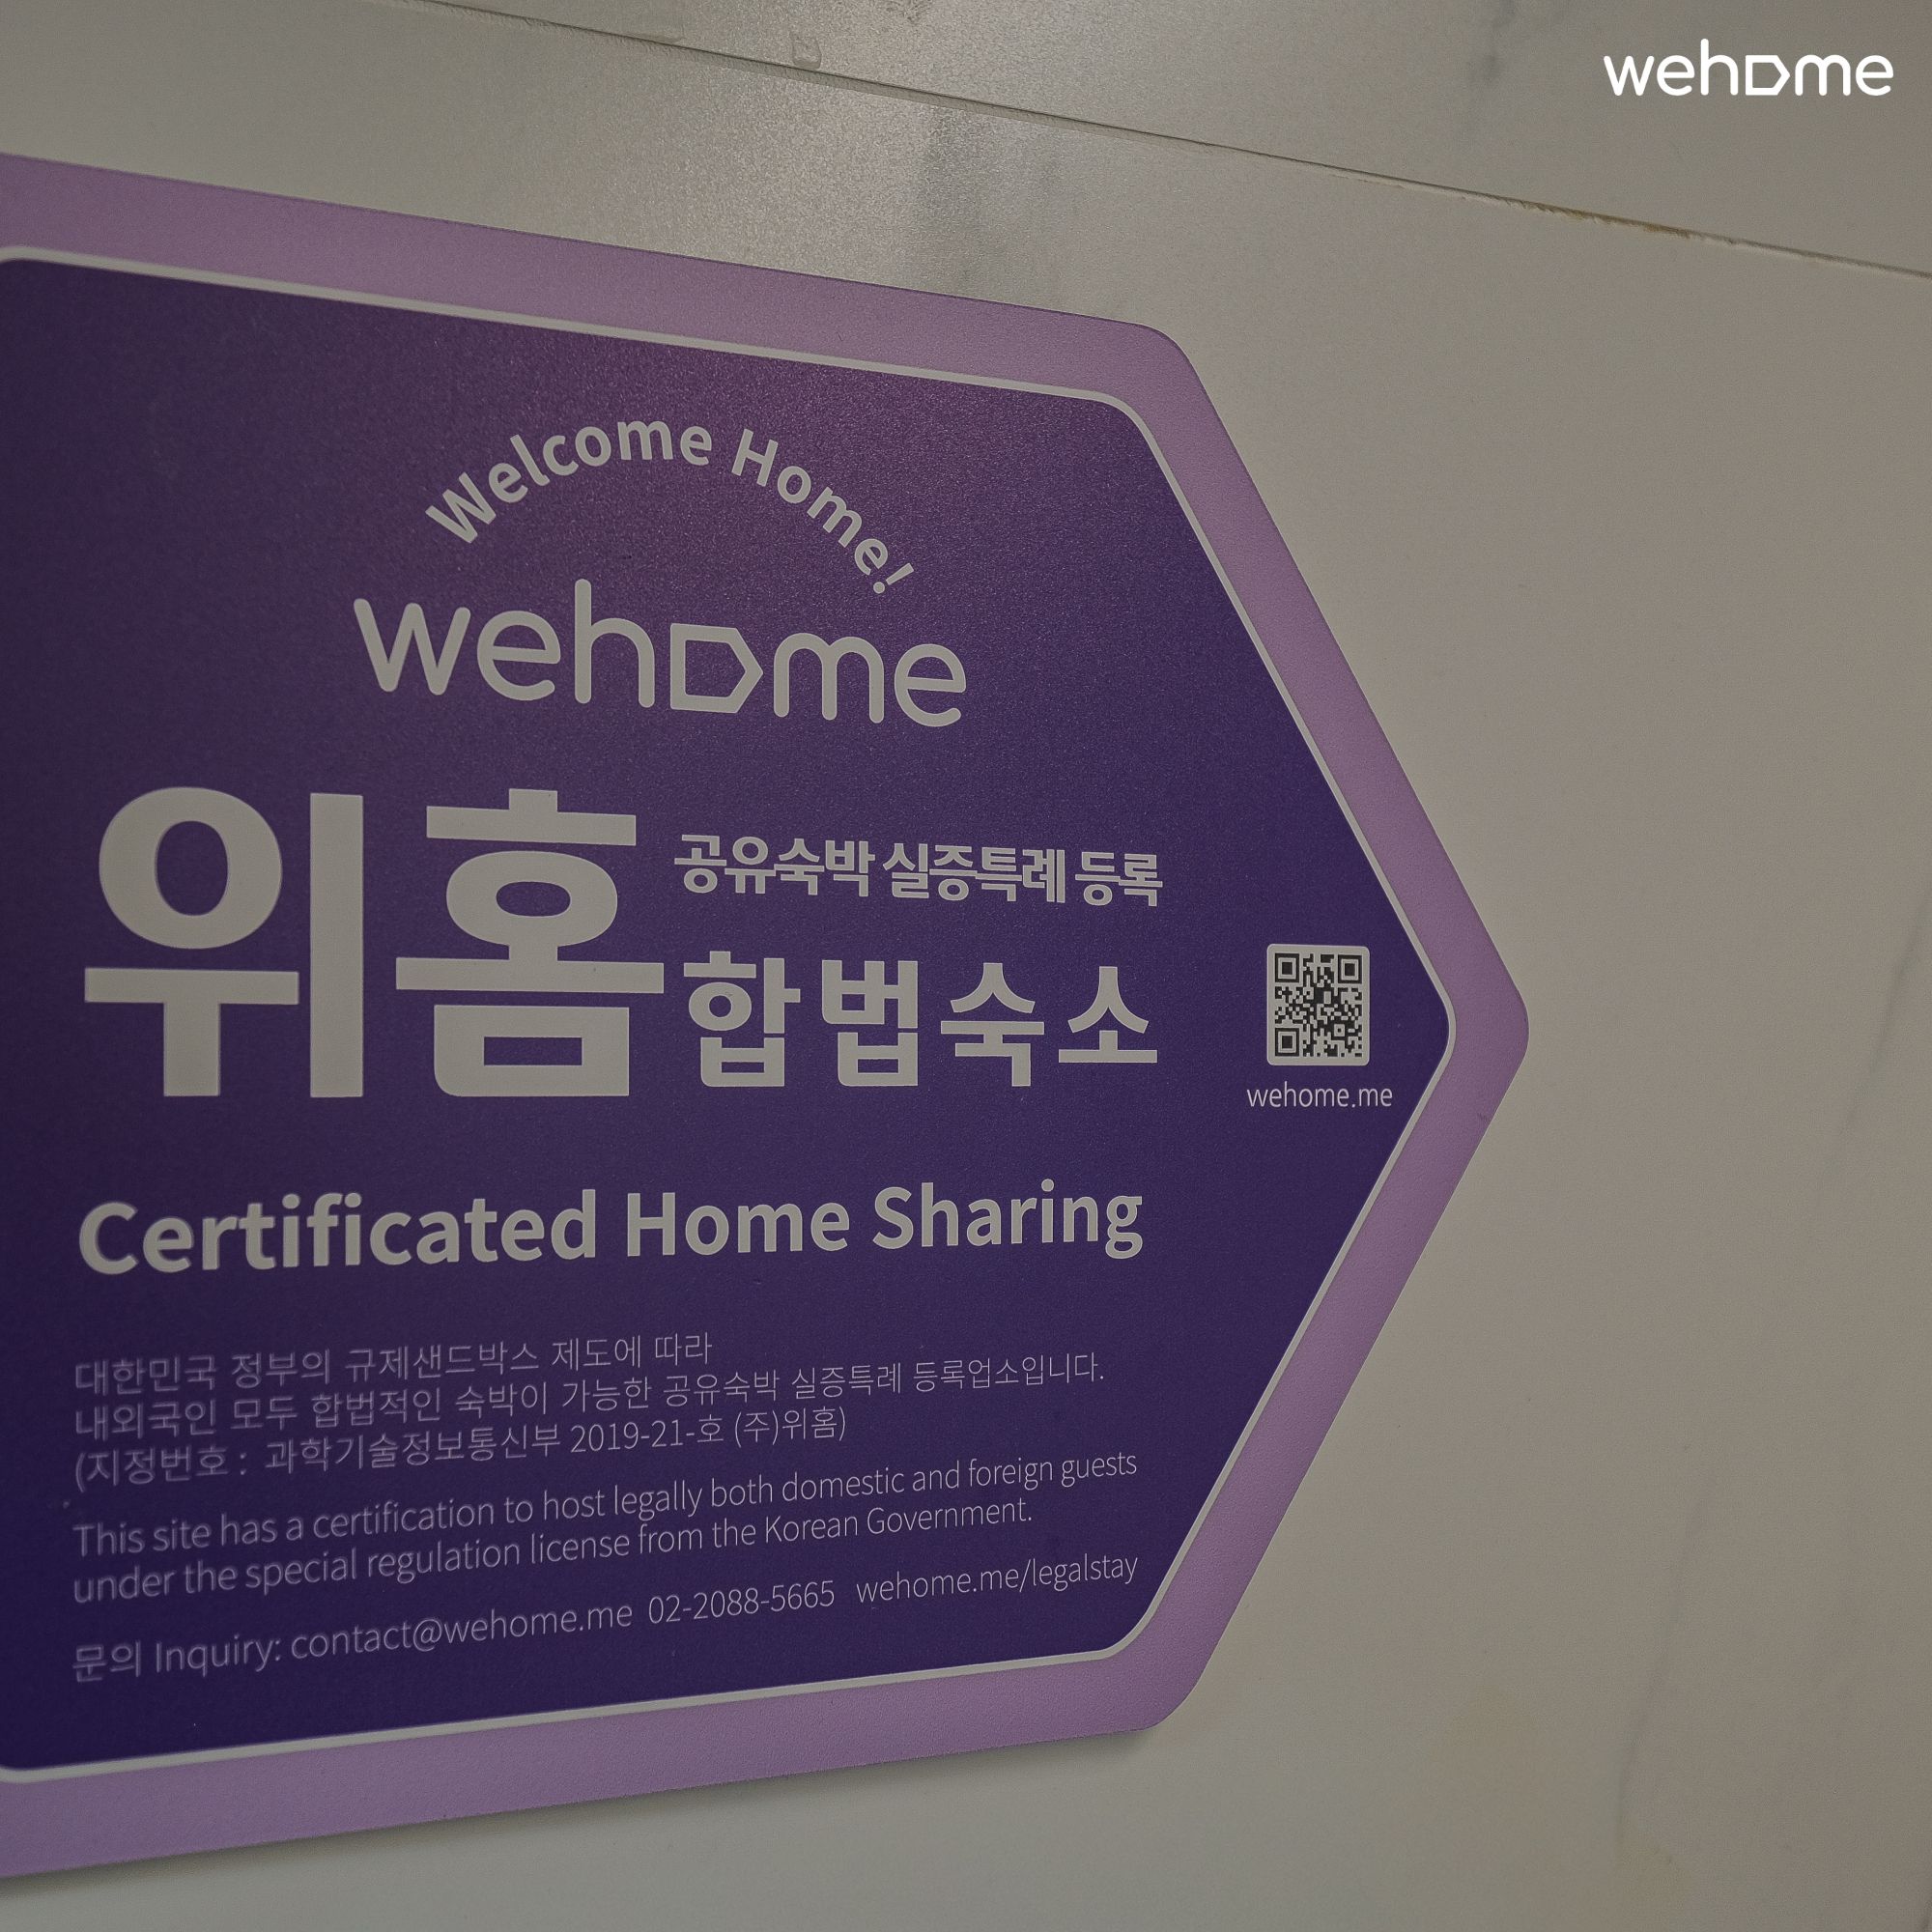 wehome
Welcome Home!
wehome
위홈
공유숙박 실증특례 등록
합법숙소
wehome.me
Certificated Home Sharing
대한민국 정부의 규제샌드박스 제도에 따라
내외국인 모두 합법적인 숙박이 가능한 공유숙박 실증특례 등록업소입니다.
(지정번호 : 과학기술정보통신부 2019-21-호 (주)위홈)
This site has a certification to host legally both domestic and foreign guests
under the special regulation license from the Korean Government.
문의 Inquiry: contact@wehome.me 02-2088-5665 wehome.me/legalstay